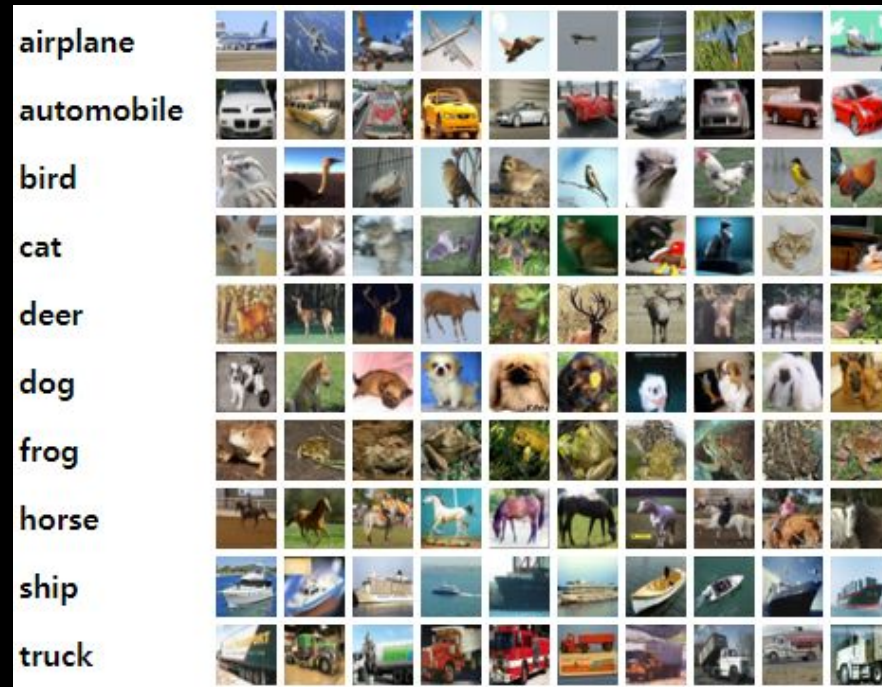 airplane
automobile
bird
cat
deer
dog
frog
horse
ship
truck